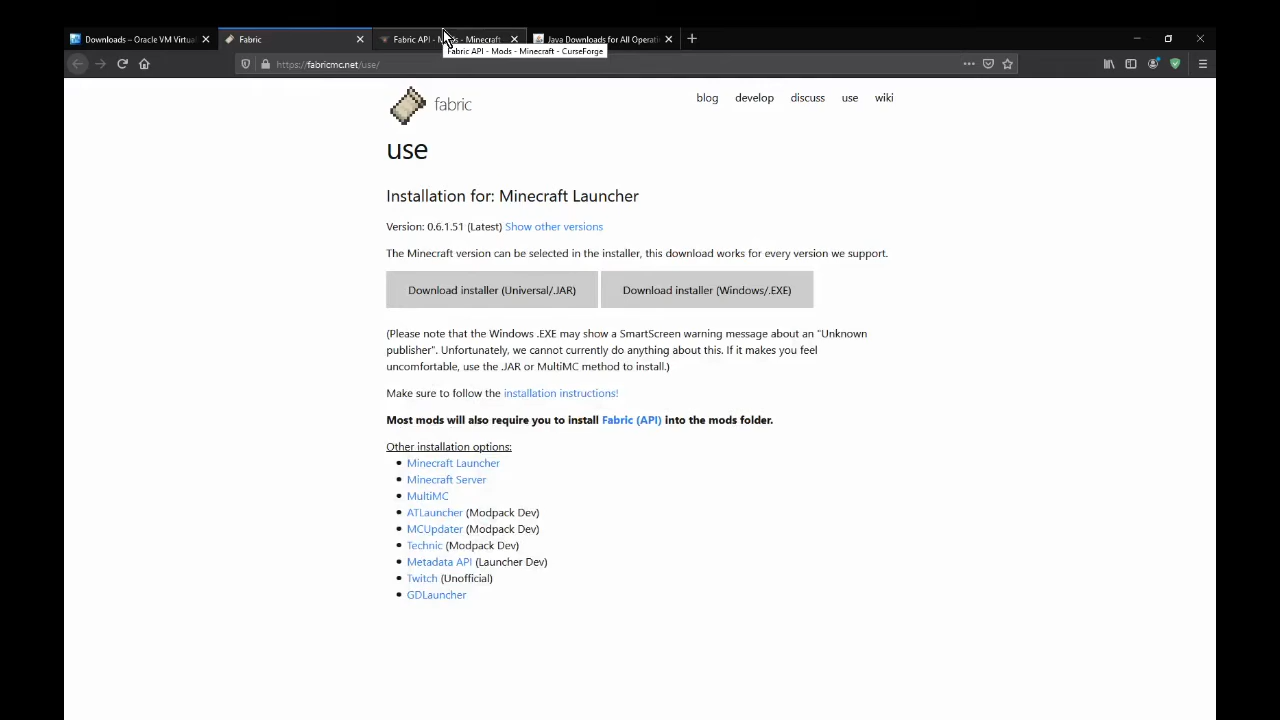 Downloads – Oracle VM Virtua
Fabric
Fabric API - Mods - Minecraft
Java Downloads for All Operati
Fabric API - Mods - Minecraft - CurseForge
https://fabricmc.net/use/
fabric
blog develop discuss use wiki
use
Installation for: Minecraft Launcher
Version: 0.6.1.51 (Latest) Show other versions
The Minecraft version can be selected in the installer, this download works for every version we support.
Download installer (Universal/.JAR) Download installer (Windows/.EXE)
(Please note that the Windows .EXE may show a SmartScreen warning message about an "Unknown
publisher". Unfortunately, we cannot currently do anything about this. If it makes you feel
uncomfortable, use the .JAR or MultiMC method to install.)
Make sure to follow the installation instructions!
Most mods will also require you to install Fabric (API) into the mods folder.
Other installation options:
Minecraft Launcher
Minecraft Server
MultiMC
ATLauncher (Modpack Dev)
MCUpdater (Modpack Dev)
Technic (Modpack Dev)
Metadata API (Launcher Dev)
Twitch (Unofficial)
GDLauncher